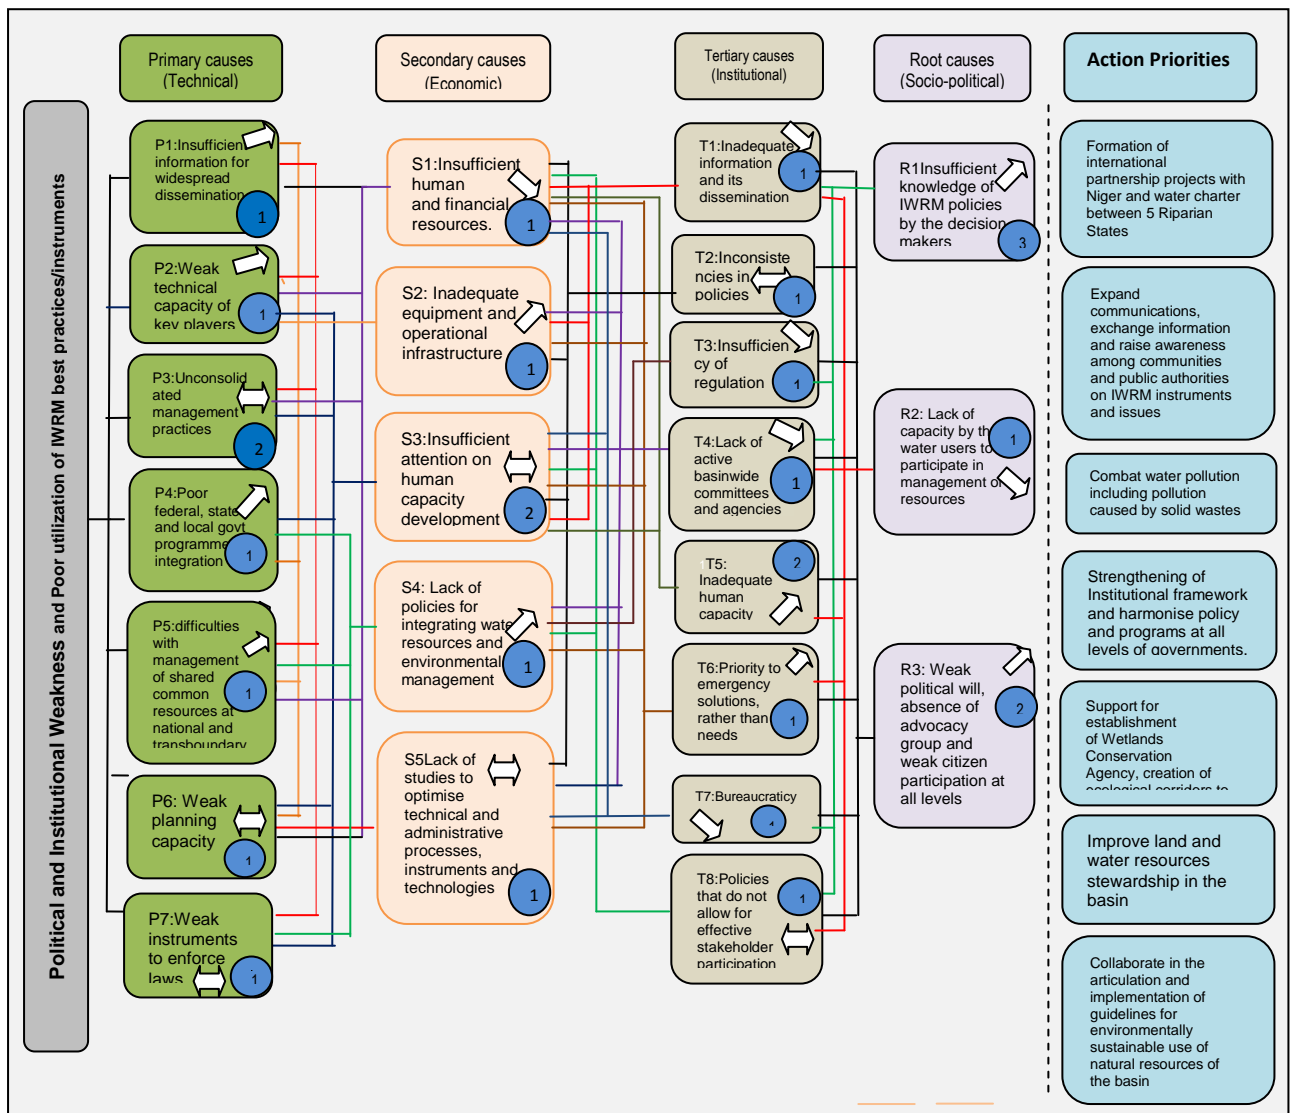 Primary causes
(Technical)
Secondary causes
(Economic)
Tertiary causes
(Institutional)
Root causes
(Socio-political)
Action Priorities
Political and Institutional Weakness and Poor utilization of IWRM best practices/instruments
P1:Insufficien
information for
widespread
dissemination
1
P2:Weak
technical
capacity of
key players
1
P3:Unconsolid
ated
management
practices
2
P4:Poor
federal, state
and local govt
programme
integration
1
P5:difficulties
with
management
of shared
common
resources at
national and
transboundary
1
P6: Weak
planning
capacity
1
P7:Weak
instruments
to enforce
laws
1
S1:Insufficient
human
and financial
resources.
1
S2: Inadequate
equipment and
operational
infrastructure
1
S3:Insufficient
attention on
human
capacity
development
2
S4: Lack of
policies for
integrating wate
resources and
environmental
management
1
S5Lack of
studies to
optimise
technical and
administrative
processes,
instruments and
technologies
1
T1:Inadequate
information
and its
dissemination
1
T2:Inconsiste
ncies in
policies
1
T3:Insufficien
cy of
regulation
1
T4:Lack of
active
basinwide
committees
and agencies
1
T5:
Inadequate
human
capacity
2
T6:Priority to
emergency
solutions,
rather than
needs
1
T7:Bureaucratcy
1
T8:Policies
that do not
allow for
effective
stakeholder
participation
1
R1Insufficient
knowledge of
IWRM policies
by the decision
makers
3
R2: Lack of
capacity by th
water users to
participate in
management o
resources
1
R3: Weak
political will,
absence of
advocacy
group and
weak citizen
participation at
all levels
2
Formation of
international
partnership projects with
Niger and water charter
between 5 Riparian
States
Expand
communications,
exchange information
and raise awareness
among communities
and public authorities
on IWRM instruments
and issues
Combat water pollution
including pollution
caused by solid wastes
Strengthening of
Institutional framework
and harmonise policy
and programs at all
levels of governments.
Support for
establishment
of Wetlands
Conservation
Agency, creation of
ecological corridors to
Improve land and
water resources
stewardship in the
basin
Collaborate in the
articulation and
implementation of
guidelines for
environmentally
sustainable use of
natural resources of
the basin